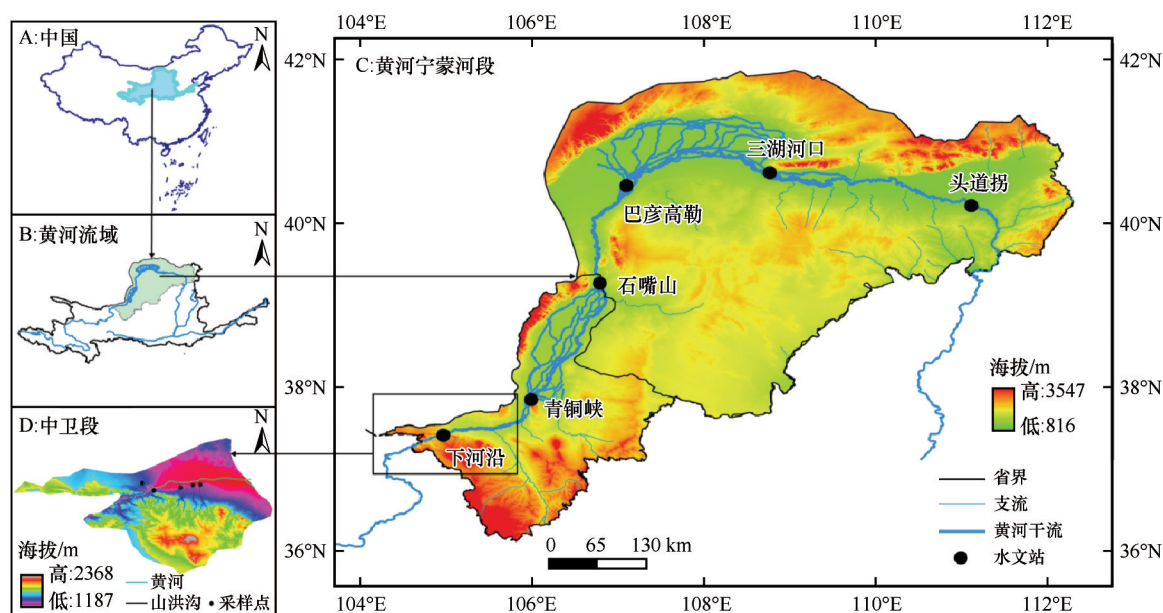 A:中国
N
B:黄河流域
N
D:中卫段
N
海拔/m
高:2368
低:1187
黄河
山洪沟
采样点
104°E
106°E
108°E
110°E
112°E
C:黄河宁蒙河段
42°N
42°N
三湖河口
头道拐
巴彦高勒
40°N
40°N
石嘴山
海拔/m
高:3547
低:816
38°N
38°N
青铜峡
下河沿
省界
支流
黄河干流
水文站
0 65 130 km
36°N
36°N
104°E
106°E
108°E
110°E
112°E